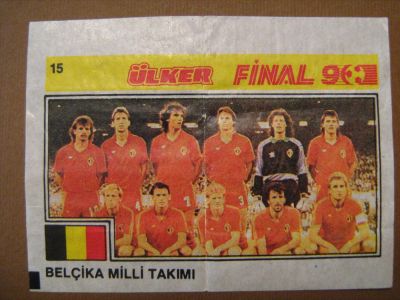 15
ÜLKER FİNAL 90
BELÇİKA MİLLİ TAKIMI